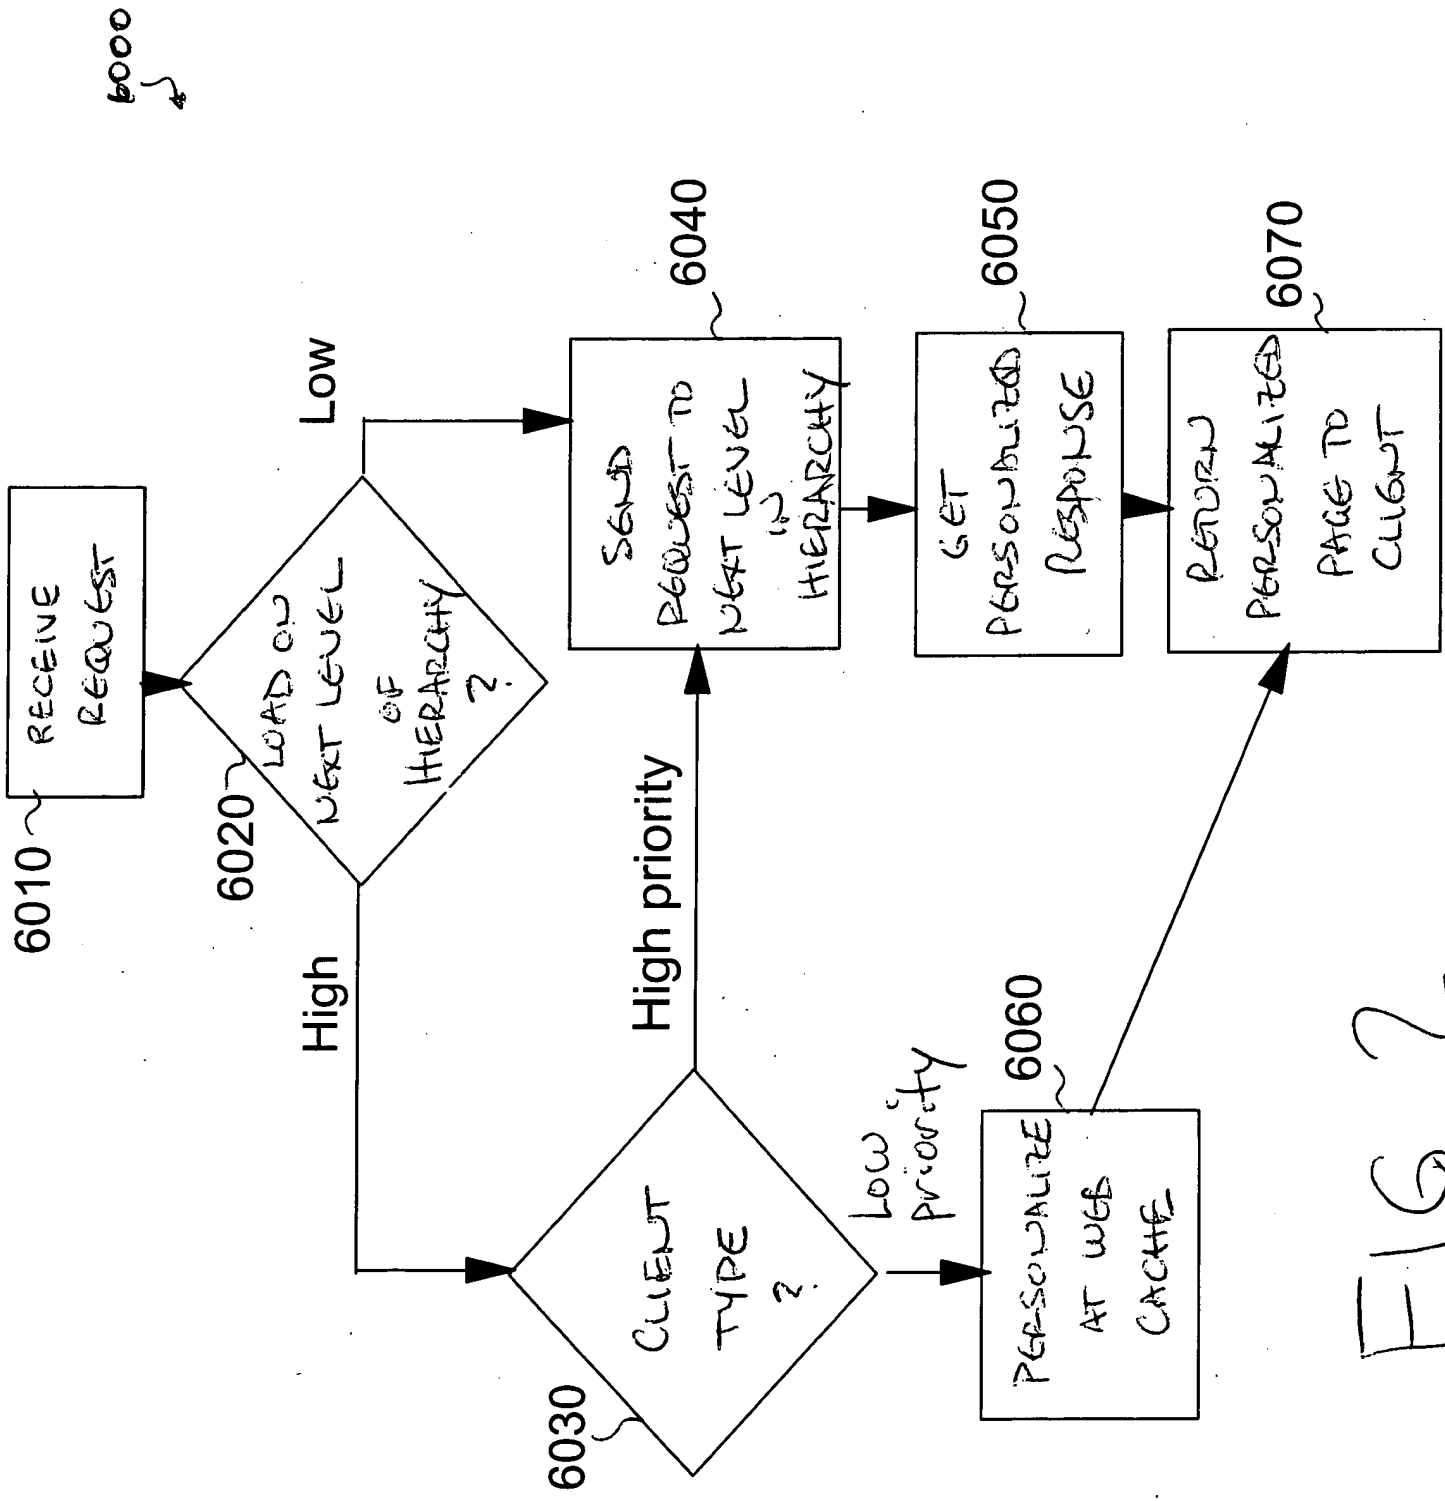 6000
6010
RECEIVE
REQUEST
6020
LOAD ON
NEXT LEVEL
OF
HIERARCHY
?
High
Low
6030
CLIENT
TYPE
?
High priority
Low
priority
6040
SEND
REQUEST TO
NEXT LEVEL
IN
HIERARCHY
6050
GET
PERSONALIZED
RESPONSE
6060
PERSONALIZE
AT WEB
CACHE
6070
RETURN
PERSONALIZED
PAGE TO
CLIENT
FIG